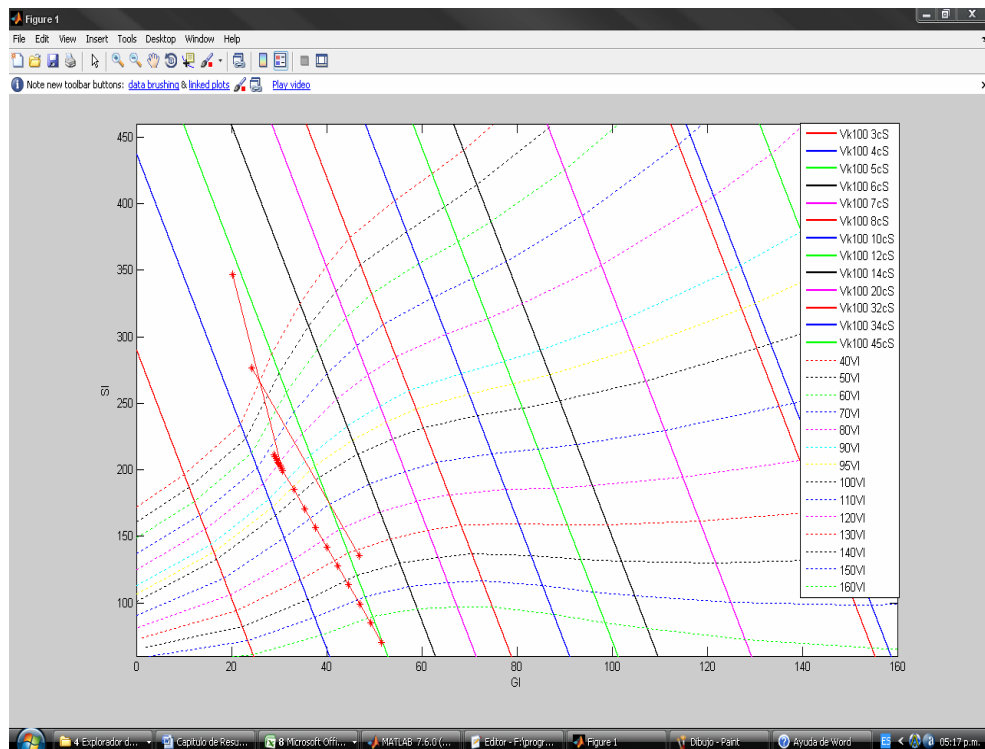 Figure 1
File Edit View Insert Tools Desktop Window Help
Note new toolbar buttons: data brushing & linked plots Play video
450
400
350
300
250
200
150
100
SI
0 20 40 60 80 100 120 140 160
GI
Vk100 3cS
Vk100 4cS
Vk100 5cS
Vk100 6cS
Vk100 7cS
Vk100 8cS
Vk100 10cS
Vk100 12cS
Vk100 14cS
Vk100 20cS
Vk100 32cS
Vk100 34cS
Vk100 45cS
40VI
50VI
60VI
70VI
80VI
90VI
95VI
100VI
110VI
120VI
130VI
140VI
150VI
160VI
4 Explorador d... Capitulo de Resu... 8 Microsoft Offi... MATLAB 7.6.0 (... Editor - F:\progr... Figure 1 Dibujo - Paint Ayuda de Word ES 05:17 p.m.